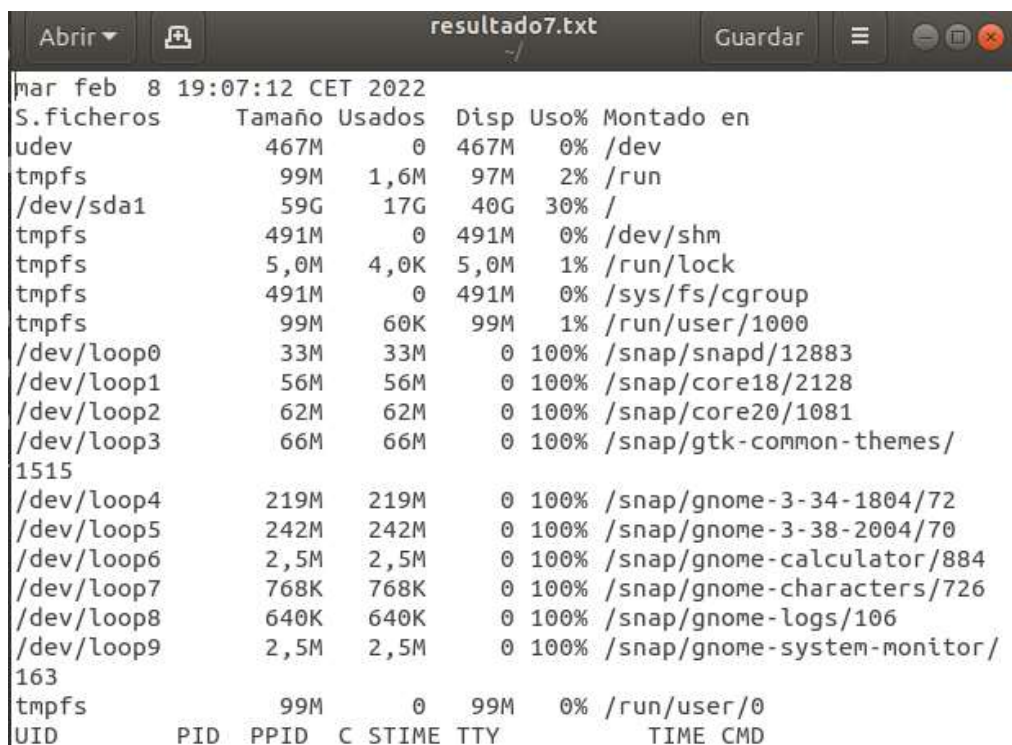 Abrir
resultado7.txt
~/
Guardar
mar feb  8 19:07:12 CET 2022
S.ficheros     Tamaño Usados  Disp Uso% Montado en
udev             467M      0  467M   0% /dev
tmpfs             99M   1,6M   97M   2% /run
/dev/sda1         59G    17G   40G  30% /
tmpfs            491M      0  491M   0% /dev/shm
tmpfs            5,0M   4,0K  5,0M   1% /run/lock
tmpfs            491M      0  491M   0% /sys/fs/cgroup
tmpfs             99M    60K   99M   1% /run/user/1000
/dev/loop0        33M    33M     0 100% /snap/snapd/12883
/dev/loop1        56M    56M     0 100% /snap/core18/2128
/dev/loop2        62M    62M     0 100% /snap/core20/1081
/dev/loop3        66M    66M     0 100% /snap/gtk-common-themes/
1515
/dev/loop4       219M   219M     0 100% /snap/gnome-3-34-1804/72
/dev/loop5       242M   242M     0 100% /snap/gnome-3-38-2004/70
/dev/loop6       2,5M   2,5M     0 100% /snap/gnome-calculator/884
/dev/loop7       768K   768K     0 100% /snap/gnome-characters/726
/dev/loop8       640K   640K     0 100% /snap/gnome-logs/106
/dev/loop9       2,5M   2,5M     0 100% /snap/gnome-system-monitor/
163
tmpfs             99M      0   99M   0% /run/user/0
UID        PID  PPID  C STIME TTY          TIME CMD